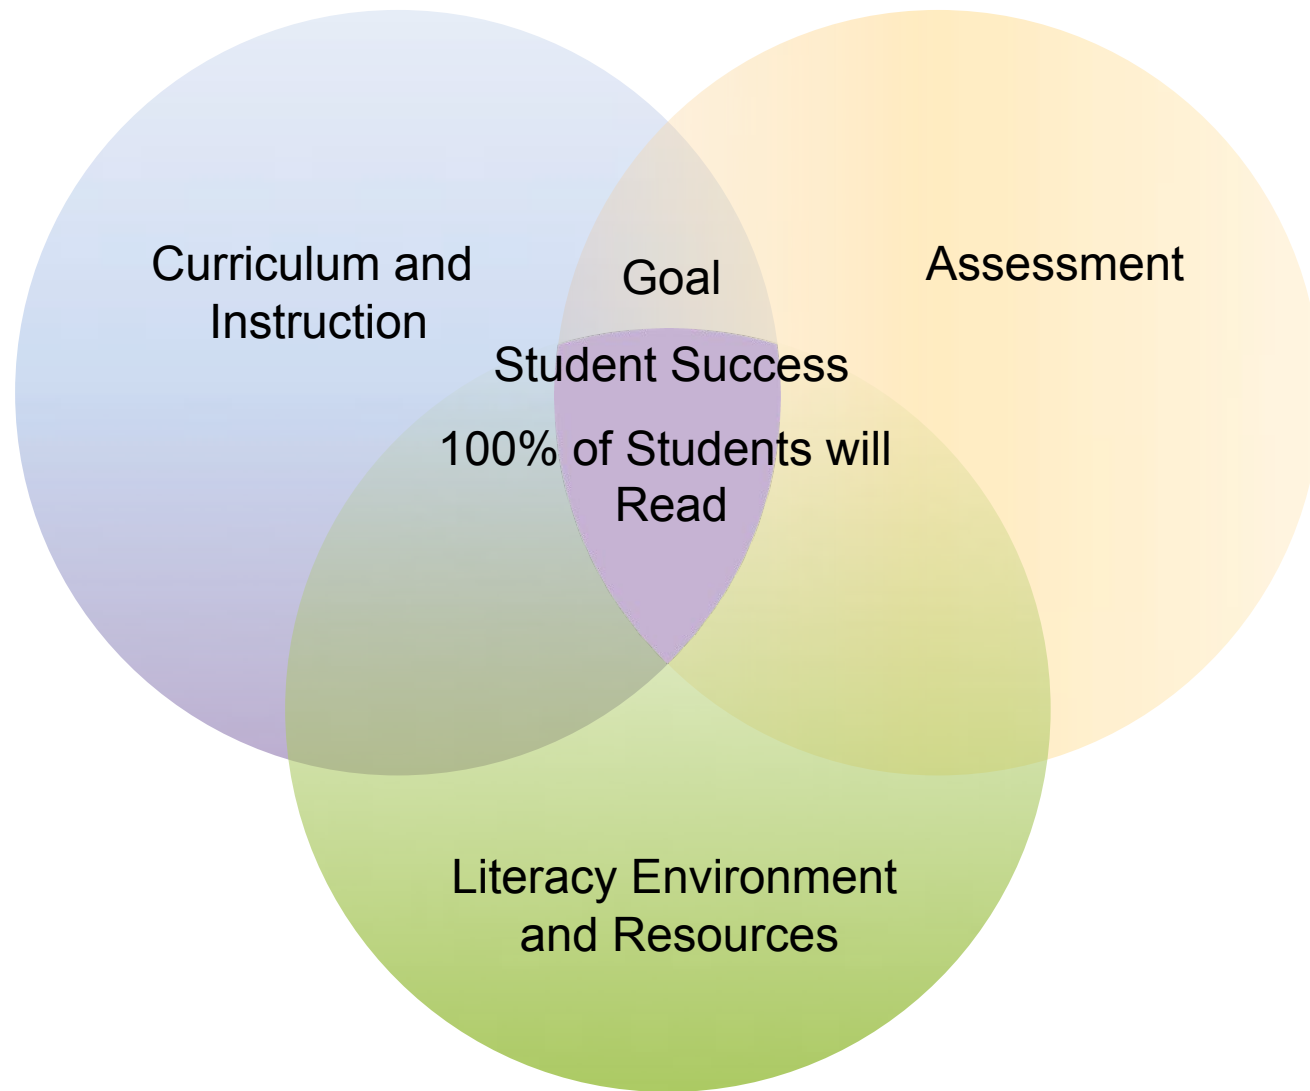 Curriculum and
Instruction
Goal
Assessment
Student Success
100% of Students will
Read
Literacy Environment
and Resources